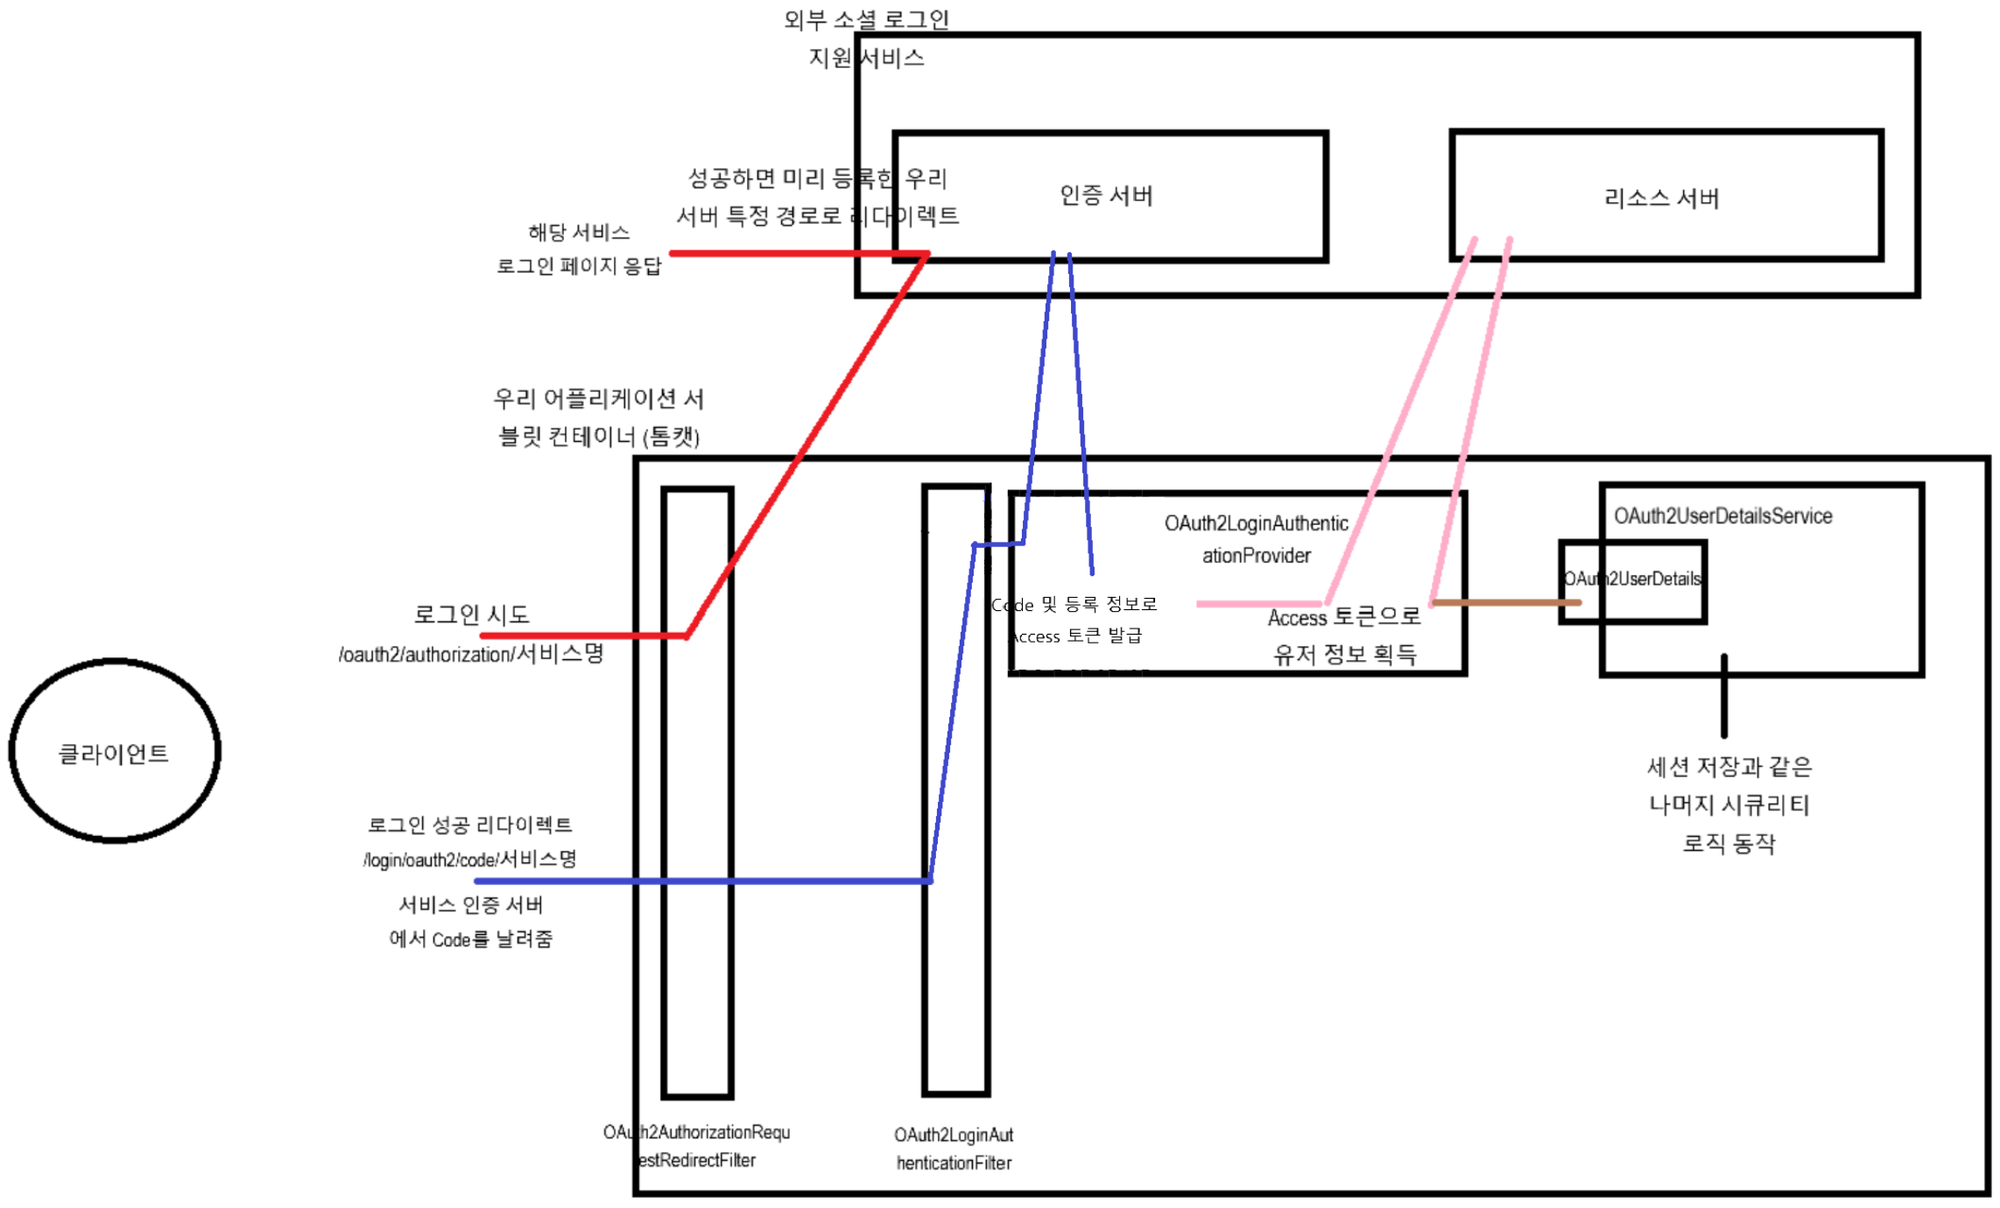 외부 소셜 로그인
지원 서비스
성공하면 미리 등록한 우리
서버 특정 경로로 리다이렉트
인증 서버
리소스 서버
해당 서비스
로그인 페이지 응답
우리 어플리케이션 서
블릿 컨테이너 (톰캣)
OAuth2LoginAuthentic
ationProvider
OAuth2UserDetailsService
OAuth2UserDetails
Code 및 등록 정보로
Access 토큰 발급
Access 토큰으로
유저 정보 획득
로그인 시도
/oauth2/authorization/서비스명
클라이언트
세션 저장과 같은
나머지 시큐리티
로직 동작
로그인 성공 리다이렉트
/login/oauth2/code/서비스명
서비스 인증 서버
에서 Code를 날려줌
OAuth2AuthorizationRequ
estRedirectFilter
OAuth2LoginAut
henticationFilter